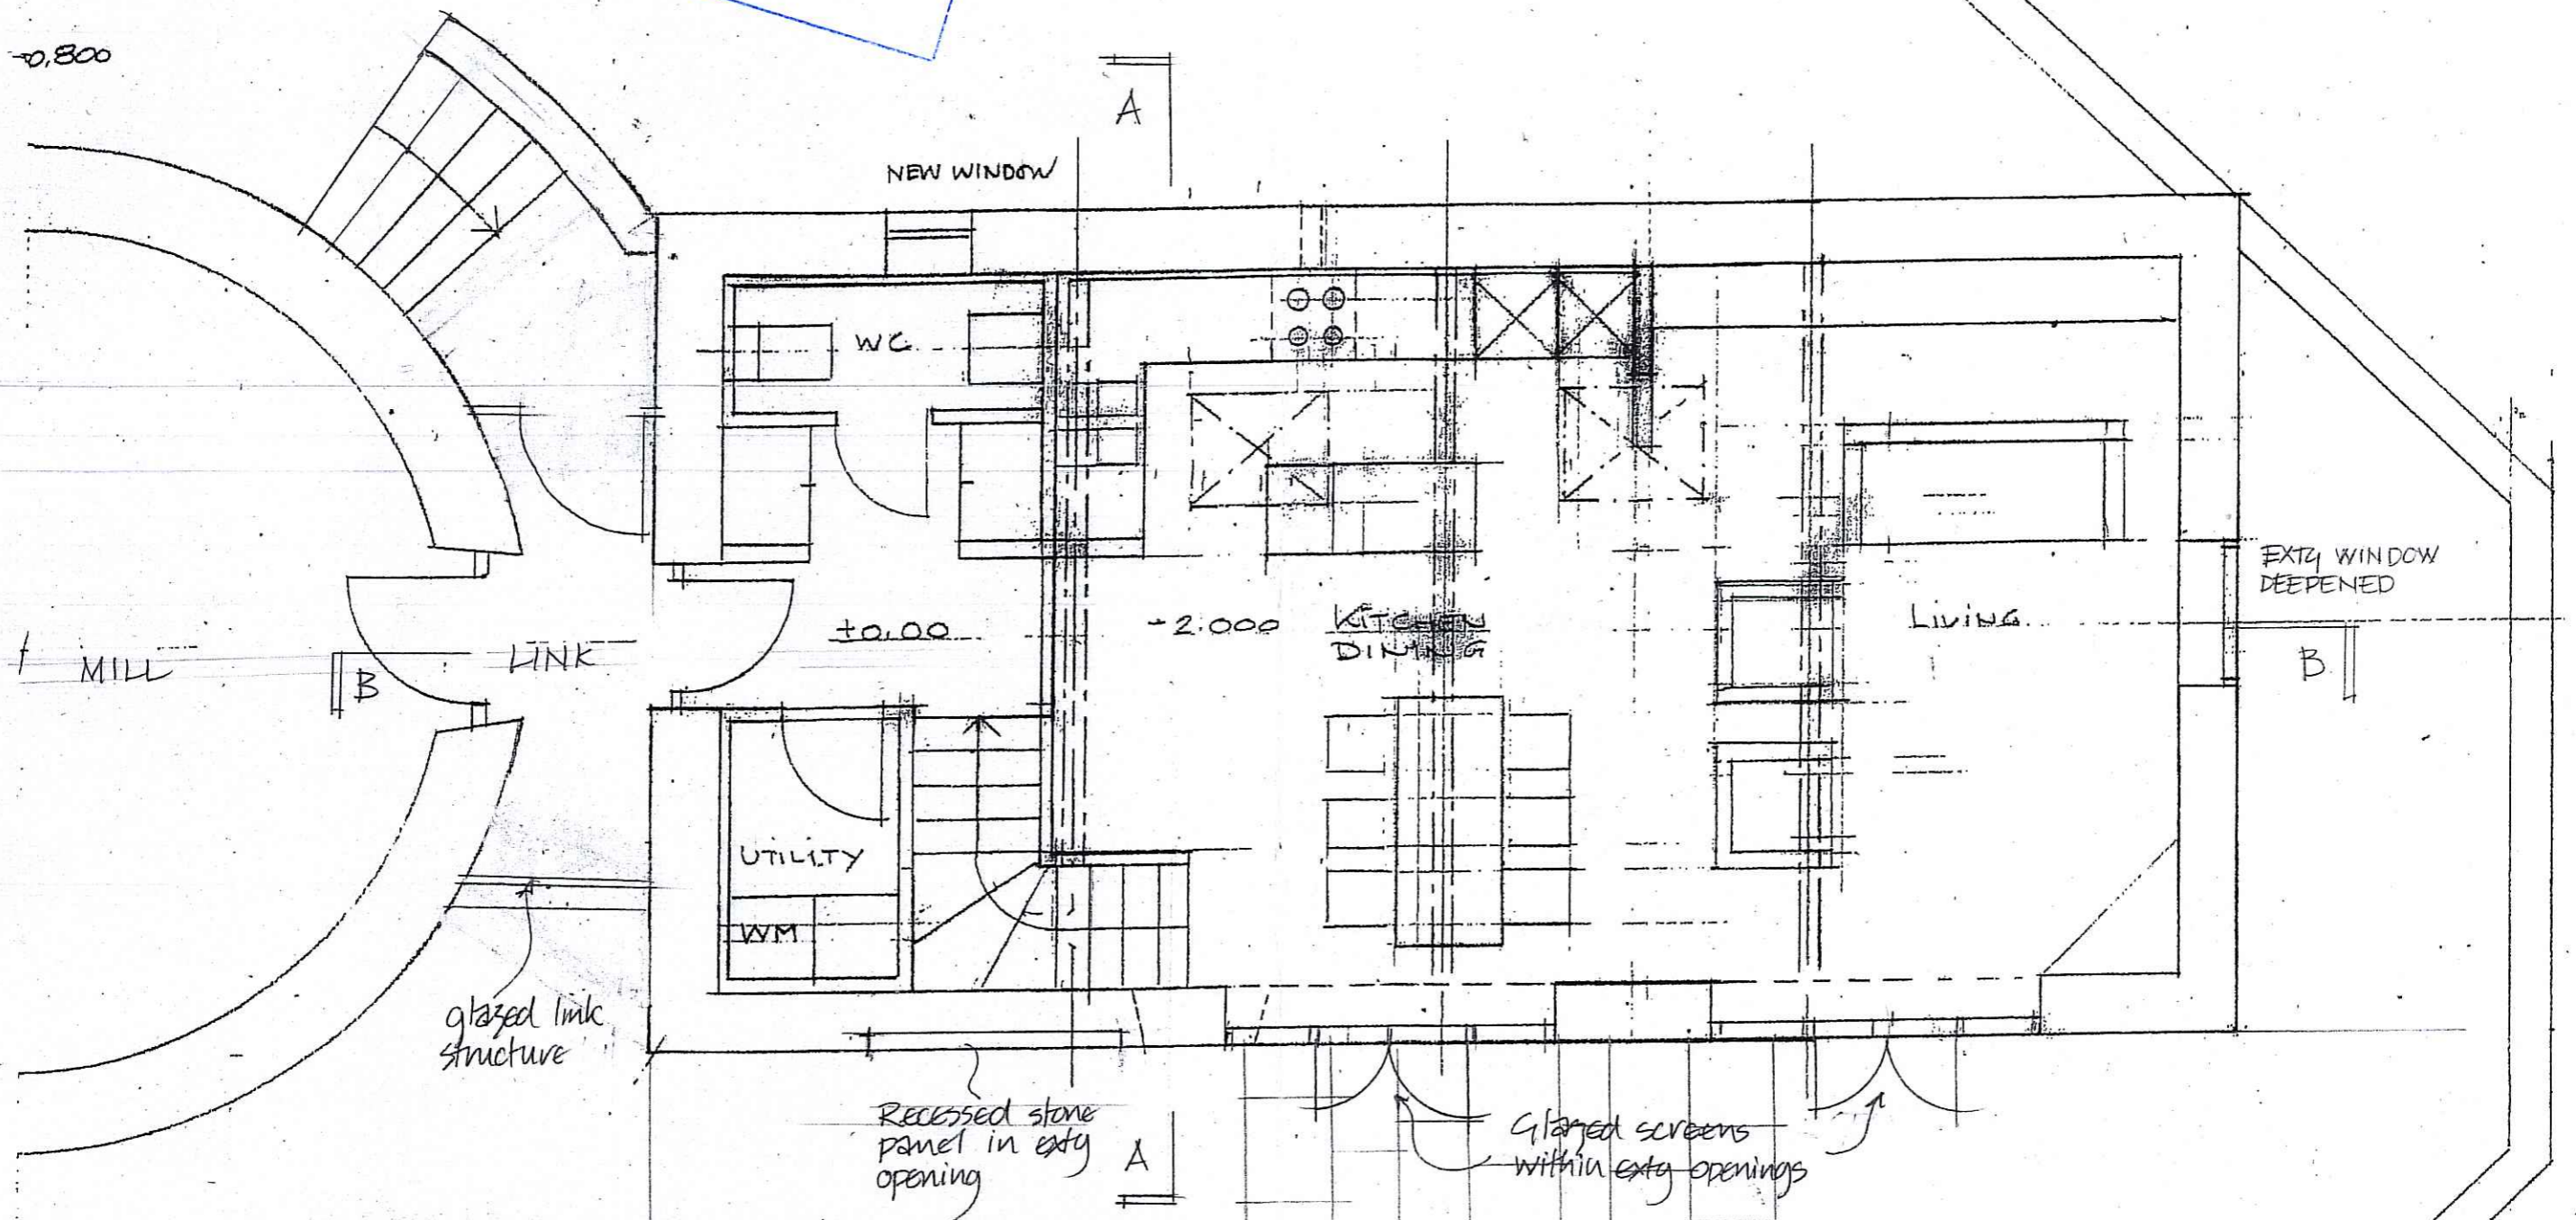 -0.800
A
NEW WINDOW
WC
EXTG WINDOW
DEEPENED
±0.00
-2.000
KITCHEN
DINING
LIVING
MILL
B
LINK
B
UTILITY
WM
glazed link
structure
Recessed stone
panel in extg
opening
A
Glazed screens
within extg openings